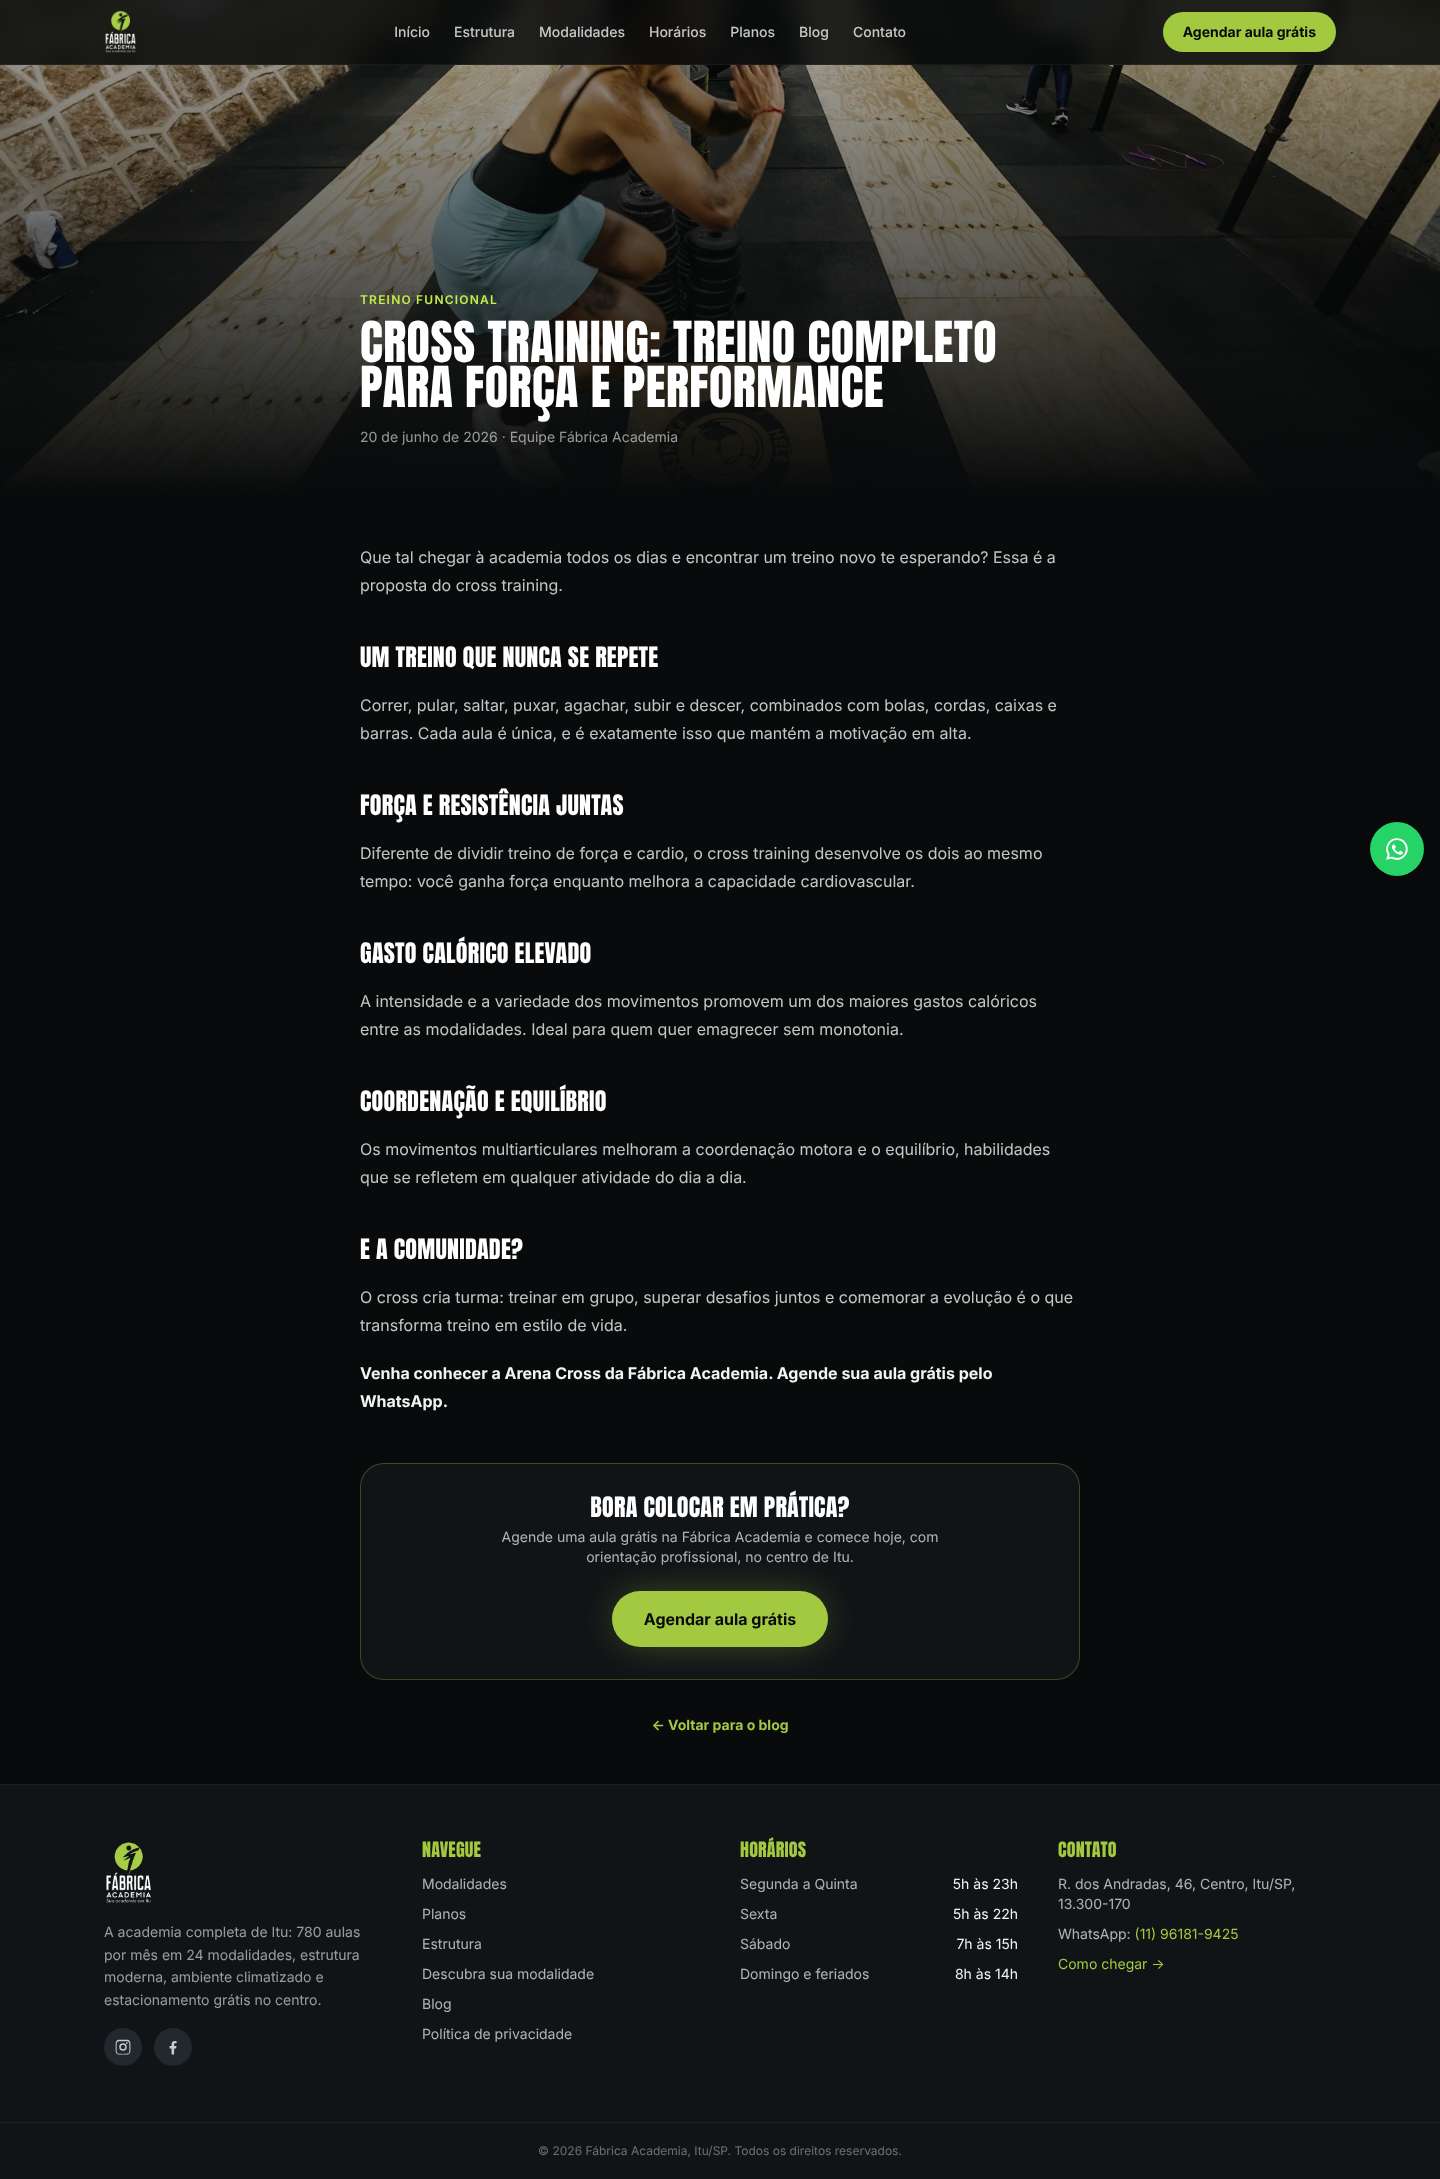 FÁBRICA
ACADEMIA
Início
Estrutura
Modalidades
Horários
Planos
Blog
Contato
Agendar aula grátis
TREINO FUNCIONAL
CROSS TRAINING: TREINO COMPLETO
PARA FORÇA E PERFORMANCE
20 de junho de 2026 · Equipe Fábrica Academia
Que tal chegar à academia todos os dias e encontrar um treino novo te esperando? Essa é a
proposta do cross training.
UM TREINO QUE NUNCA SE REPETE
Correr, pular, saltar, puxar, agachar, subir e descer, combinados com bolas, cordas, caixas e
barras. Cada aula é única, e é exatamente isso que mantém a motivação em alta.
FORÇA E RESISTÊNCIA JUNTAS
Diferente de dividir treino de força e cardio, o cross training desenvolve os dois ao mesmo
tempo: você ganha força enquanto melhora a capacidade cardiovascular.
GASTO CALÓRICO ELEVADO
A intensidade e a variedade dos movimentos promovem um dos maiores gastos calóricos
entre as modalidades. Ideal para quem quer emagrecer sem monotonia.
COORDENAÇÃO E EQUILÍBRIO
Os movimentos multiarticulares melhoram a coordenação motora e o equilíbrio, habilidades
que se refletem em qualquer atividade do dia a dia.
E A COMUNIDADE?
O cross cria turma: treinar em grupo, superar desafios juntos e comemorar a evolução é o que
transforma treino em estilo de vida.
Venha conhecer a Arena Cross da Fábrica Academia. Agende sua aula grátis pelo
WhatsApp.
BORA COLOCAR EM PRÁTICA?
Agende uma aula grátis na Fábrica Academia e comece hoje, com
orientação profissional, no centro de Itu.
Agendar aula grátis
← Voltar para o blog
FÁBRICA
ACADEMIA
A academia completa de Itu: 780 aulas
por mês em 24 modalidades, estrutura
moderna, ambiente climatizado e
estacionamento grátis no centro.
NAVEGUE
Modalidades
Planos
Estrutura
Descubra sua modalidade
Blog
Política de privacidade
HORÁRIOS
Segunda a Quinta 5h às 23h
Sexta 5h às 22h
Sábado 7h às 15h
Domingo e feriados 8h às 14h
CONTATO
R. dos Andradas, 46, Centro, Itu/SP,
13.300-170
WhatsApp: (11) 96181-9425
Como chegar →
© 2026 Fábrica Academia, Itu/SP. Todos os direitos reservados.